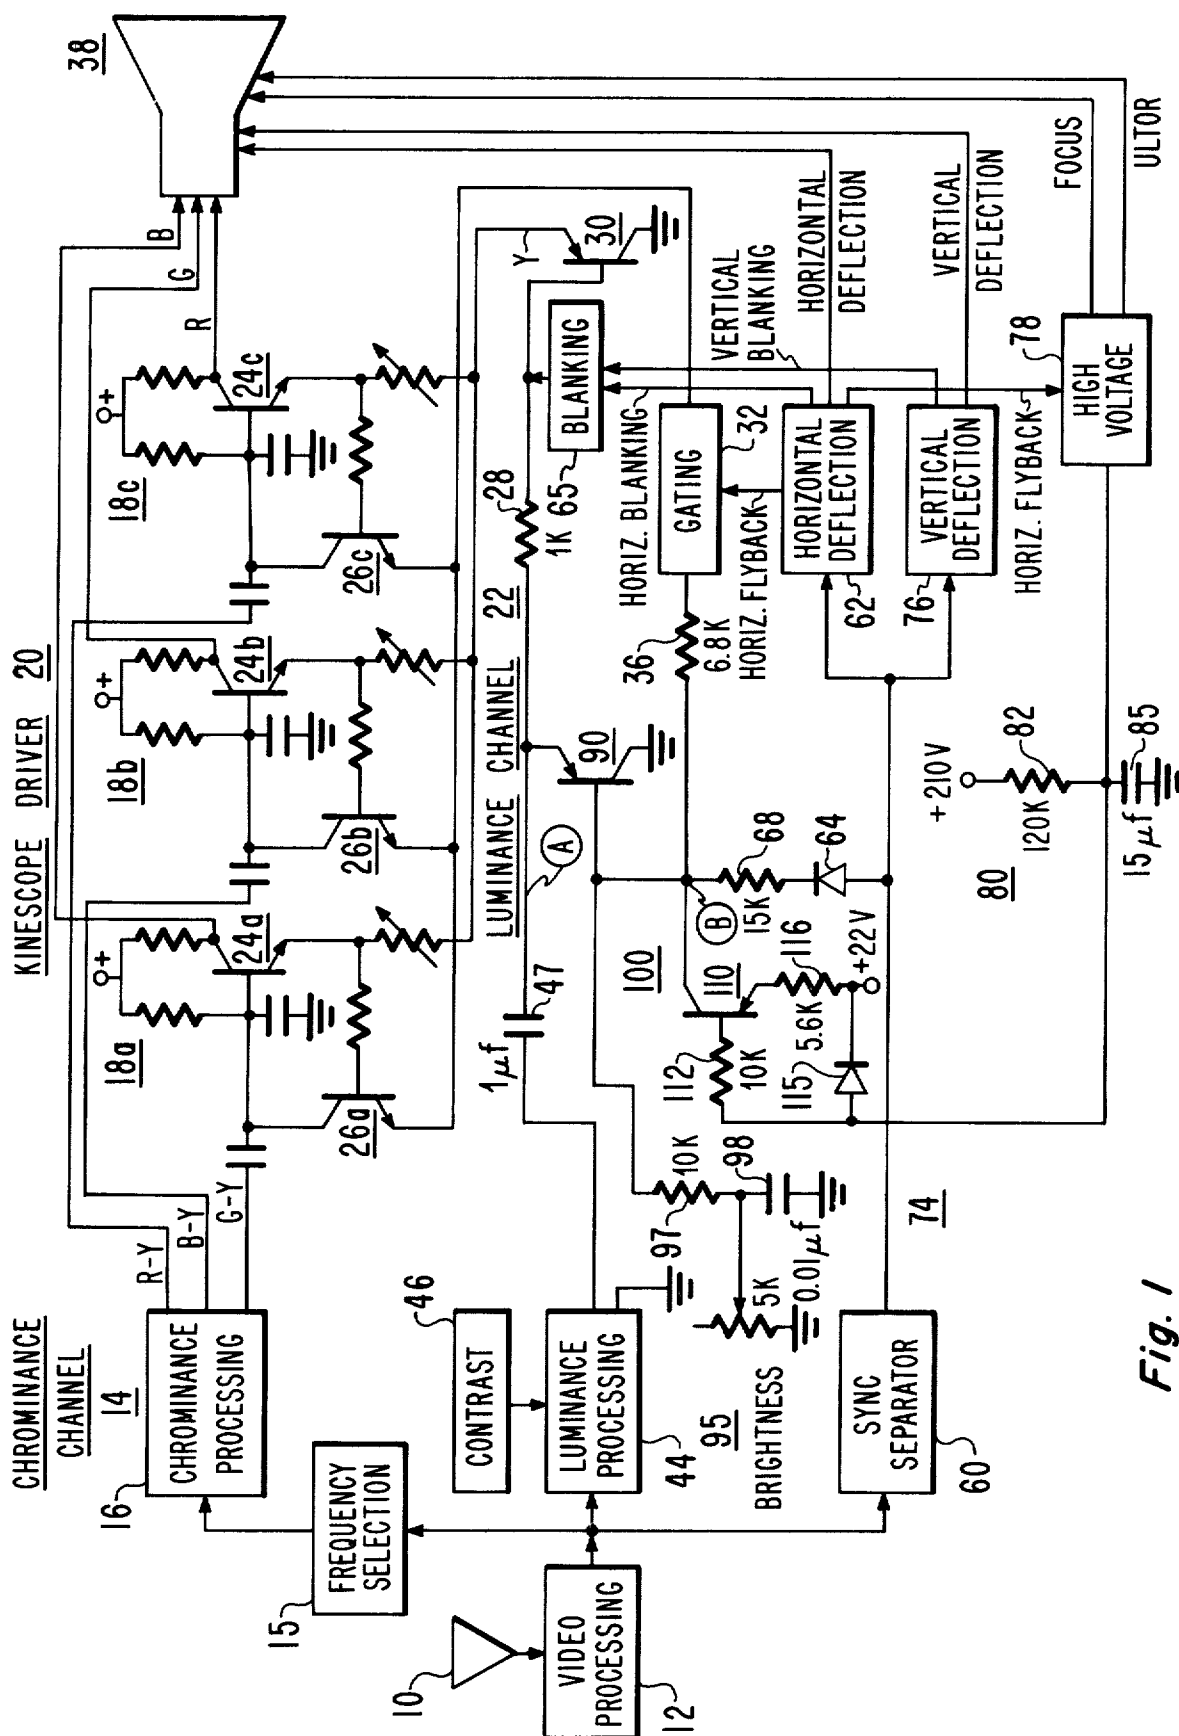 CHROMINANCE
CHANNEL
14
16
CHROMINANCE
PROCESSING
R-Y
B-Y
G-Y
15
FREQUENCY
SELECTION
10
VIDEO
PROCESSING
12
46
CONTRAST
LUMINANCE
PROCESSING
44
95
BRIGHTNESS
5K
97
10K
98
0.01μf
SYNC
SEPARATOR
60
74
KINESCOPE DRIVER 20
18a
+
24a
26a
18b
+
24b
26b
18c
+
24c
26c
B
G
R
38
1μf
47
LUMINANCE CHANNEL 22
A
28
1K
65
BLANKING
Y
30
90
100
B
110
112
10K
116
5.6K
115
+22V
68
15K
64
36
6.8K
GATING
32
HORIZ. BLANKING
HORIZ. FLYBACK
VERTICAL
BLANKING
HORIZONTAL
DEFLECTION
62
HORIZONTAL
DEFLECTION
VERTICAL
DEFLECTION
76
VERTICAL
DEFLECTION
HORIZ. FLYBACK
HIGH
VOLTAGE
78
FOCUS
ULTOR
80
+210V
82
120K
85
15μf
Fig. 1